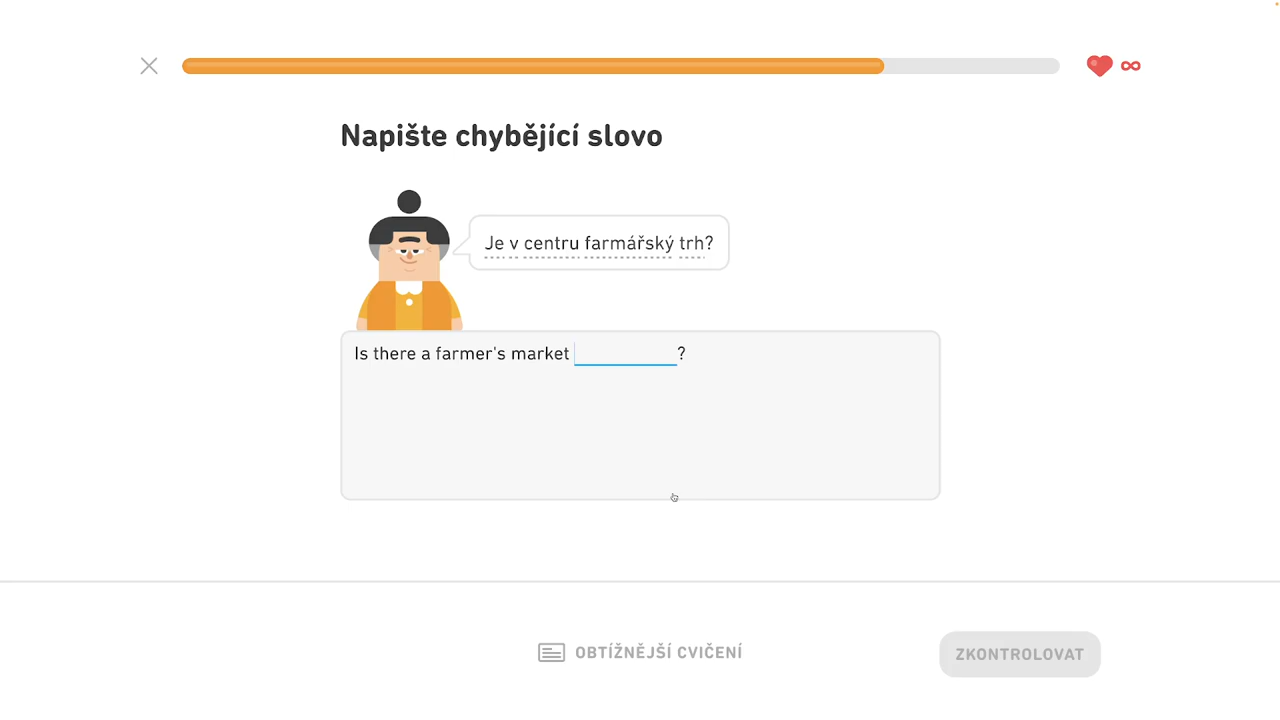 Napište chybějící slovo
Je v centru farmářský trh?
Is there a farmer's market ?
OBTÍŽNĚJŠÍ CVIČENÍ
ZKONTROLOVAT